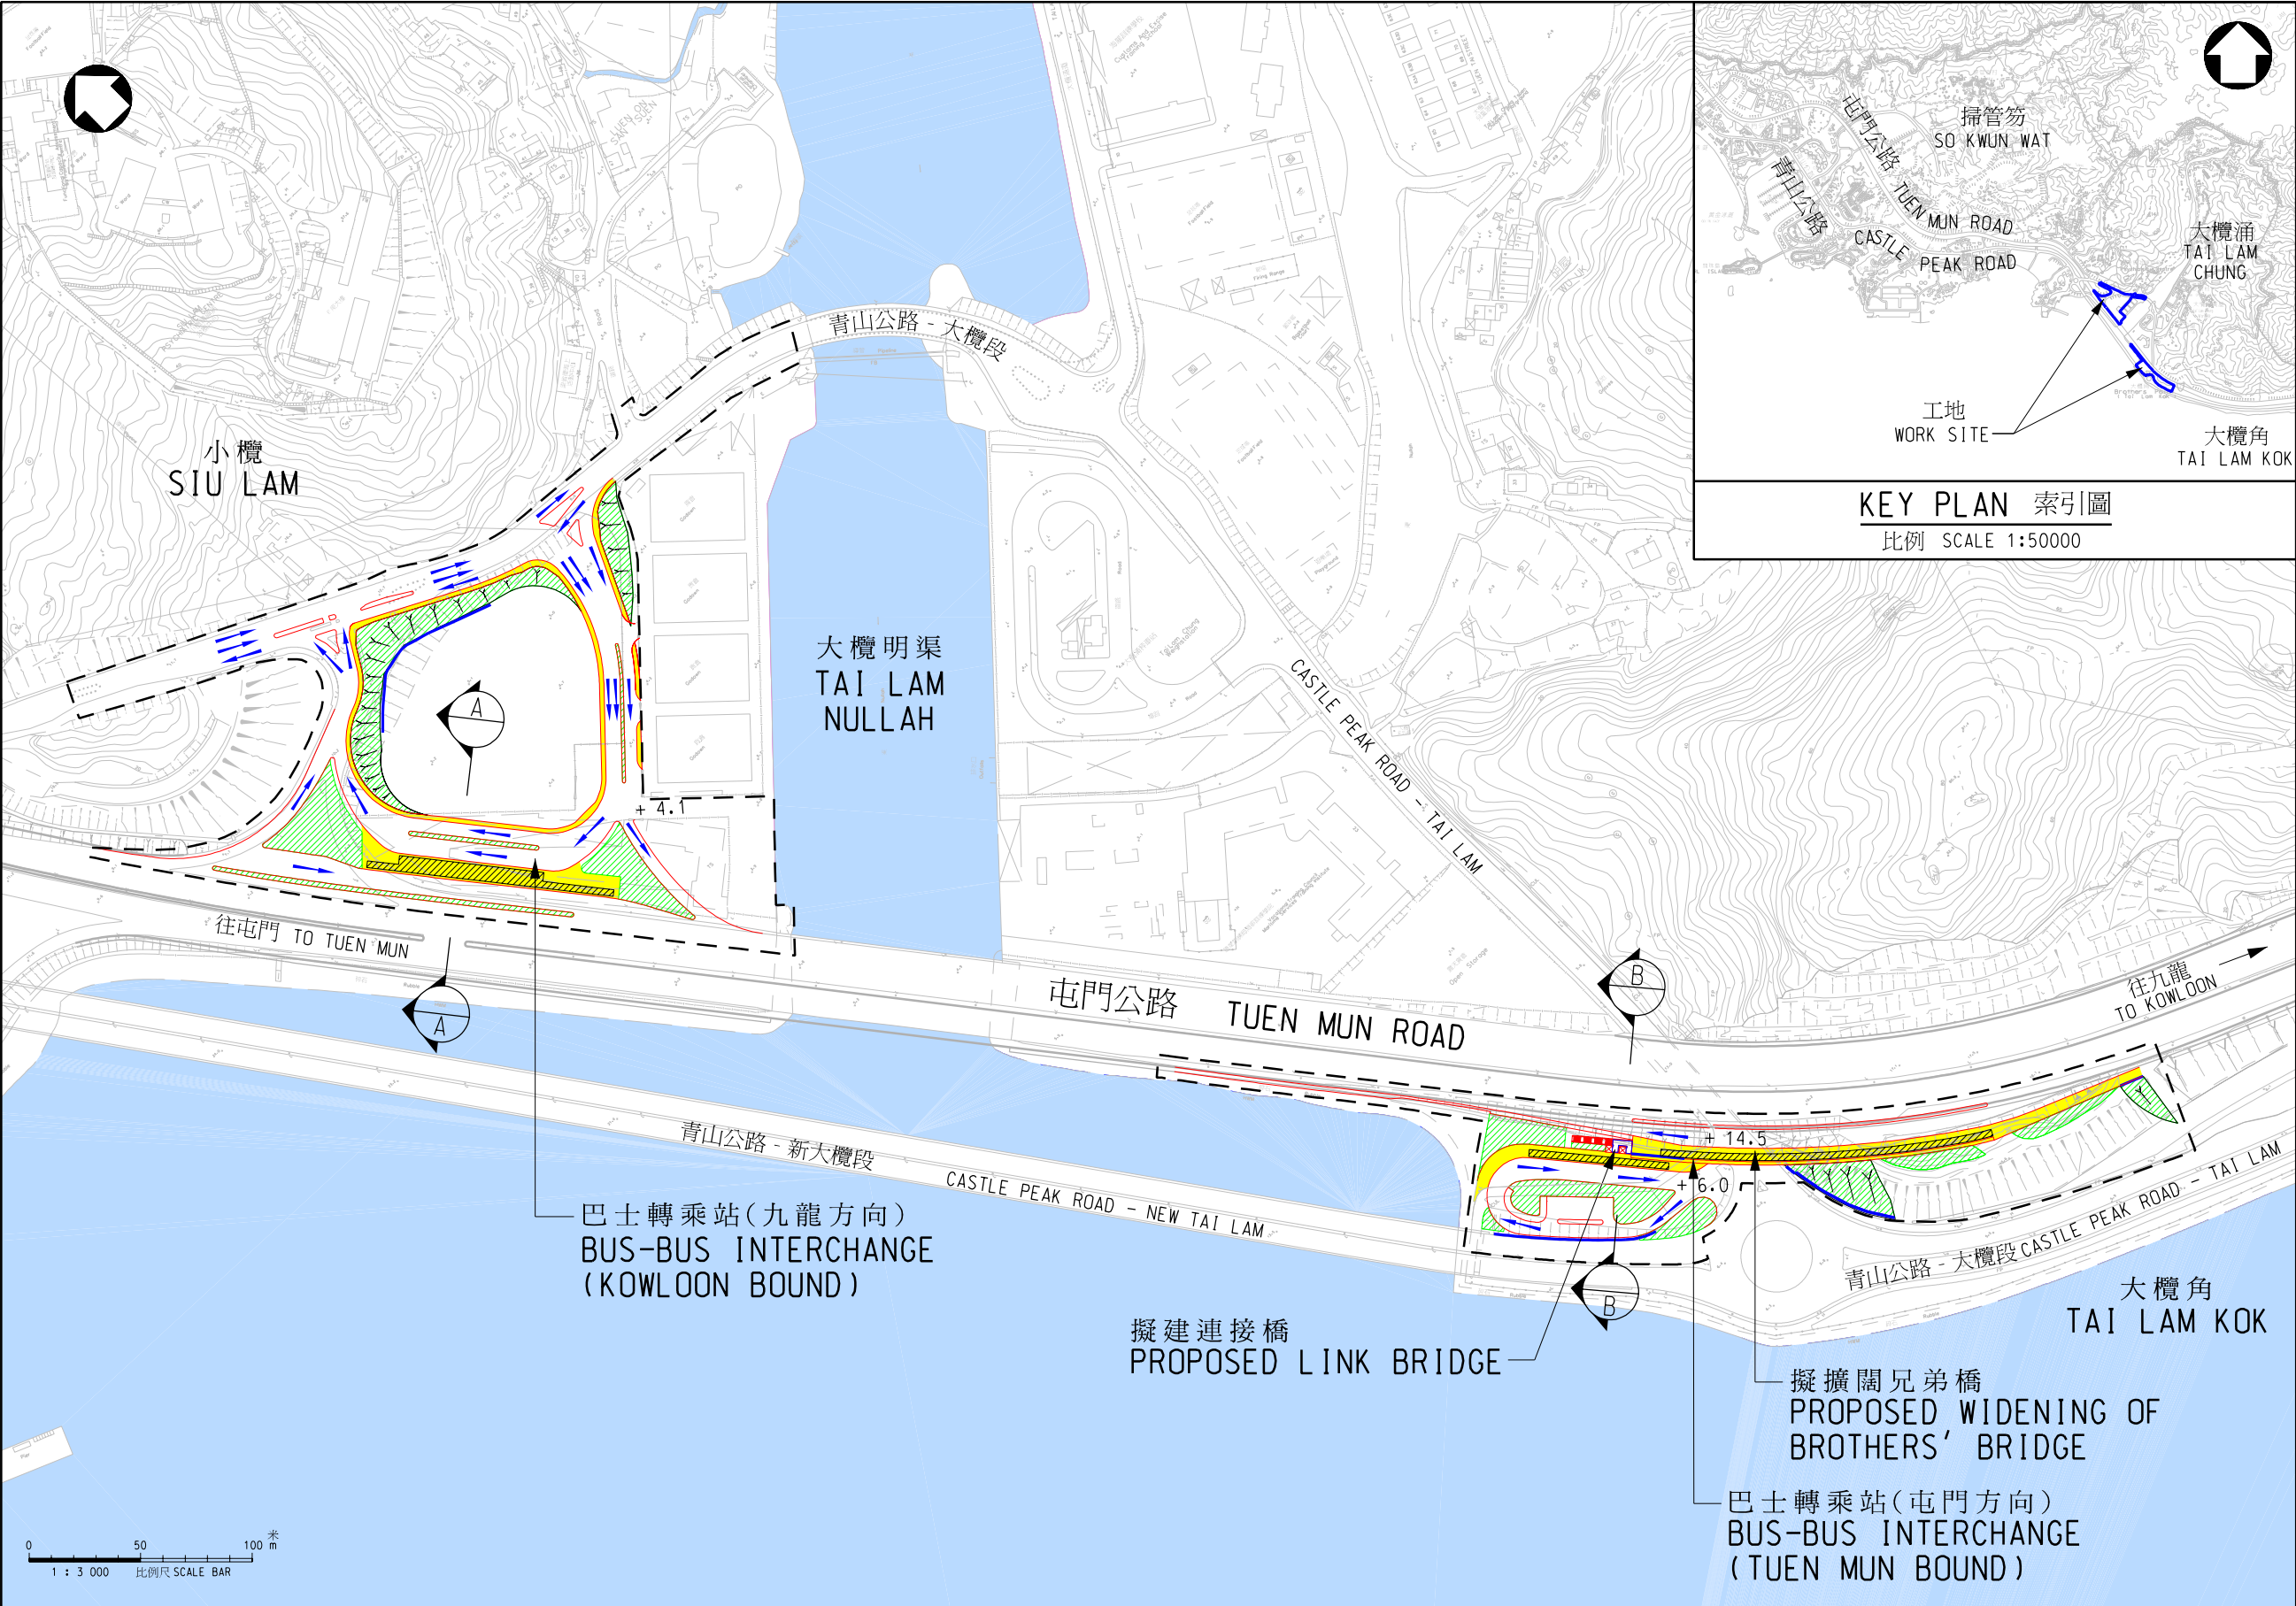 小欖
SIU LAM
青山公路 - 大欖段
大欖明渠
TAI LAM
NULLAH
A
+ 4.1
往屯門 TO TUEN MUN
A
屯門公路 TUEN MUN ROAD
CASTLE PEAK ROAD - TAI LAM
B
往九龍
TO KOWLOON
青山公路 - 新大欖段 CASTLE PEAK ROAD - NEW TAI LAM
+ 14.5
+ 6.0
B
青山公路 - 大欖段 CASTLE PEAK ROAD - TAI LAM
大欖角
TAI LAM KOK
巴士轉乘站(九龍方向)
BUS-BUS INTERCHANGE
(KOWLOON BOUND)
擬建連接橋
PROPOSED LINK BRIDGE
擬擴闊兄弟橋
PROPOSED WIDENING OF
BROTHERS' BRIDGE
巴士轉乘站(屯門方向)
BUS-BUS INTERCHANGE
(TUEN MUN BOUND)
0 50 100 米 m
1 : 3 000 比例尺 SCALE BAR
掃管笏
SO KWUN WAT
屯門公路 TUEN MUN ROAD
青山公路 CASTLE PEAK ROAD
大欖涌
TAI LAM
CHUNG
工地
WORK SITE
大欖角
TAI LAM KOK
KEY PLAN 索引圖
比例 SCALE 1:50000